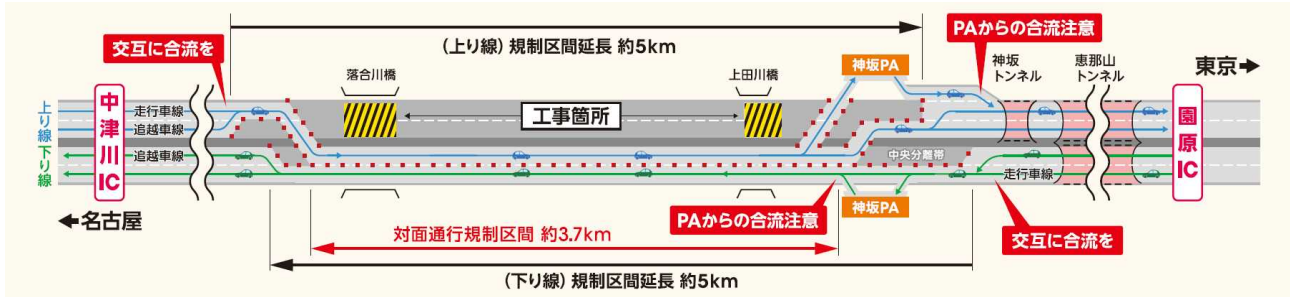 (上り線) 規制区間延長 約5km
PAからの合流注意
交互に合流を
落合川橋
上田川橋
神坂PA
神坂
トンネル
恵那山
トンネル
東京→
上り線
下り線
中津川IC
走行車線
追越車線
追越車線
工事箇所
中央分離帯
走行車線
園原IC
←名古屋
神坂PA
PAからの合流注意
交互に合流を
対面通行規制区間 約3.7km
(下り線) 規制区間延長 約5km